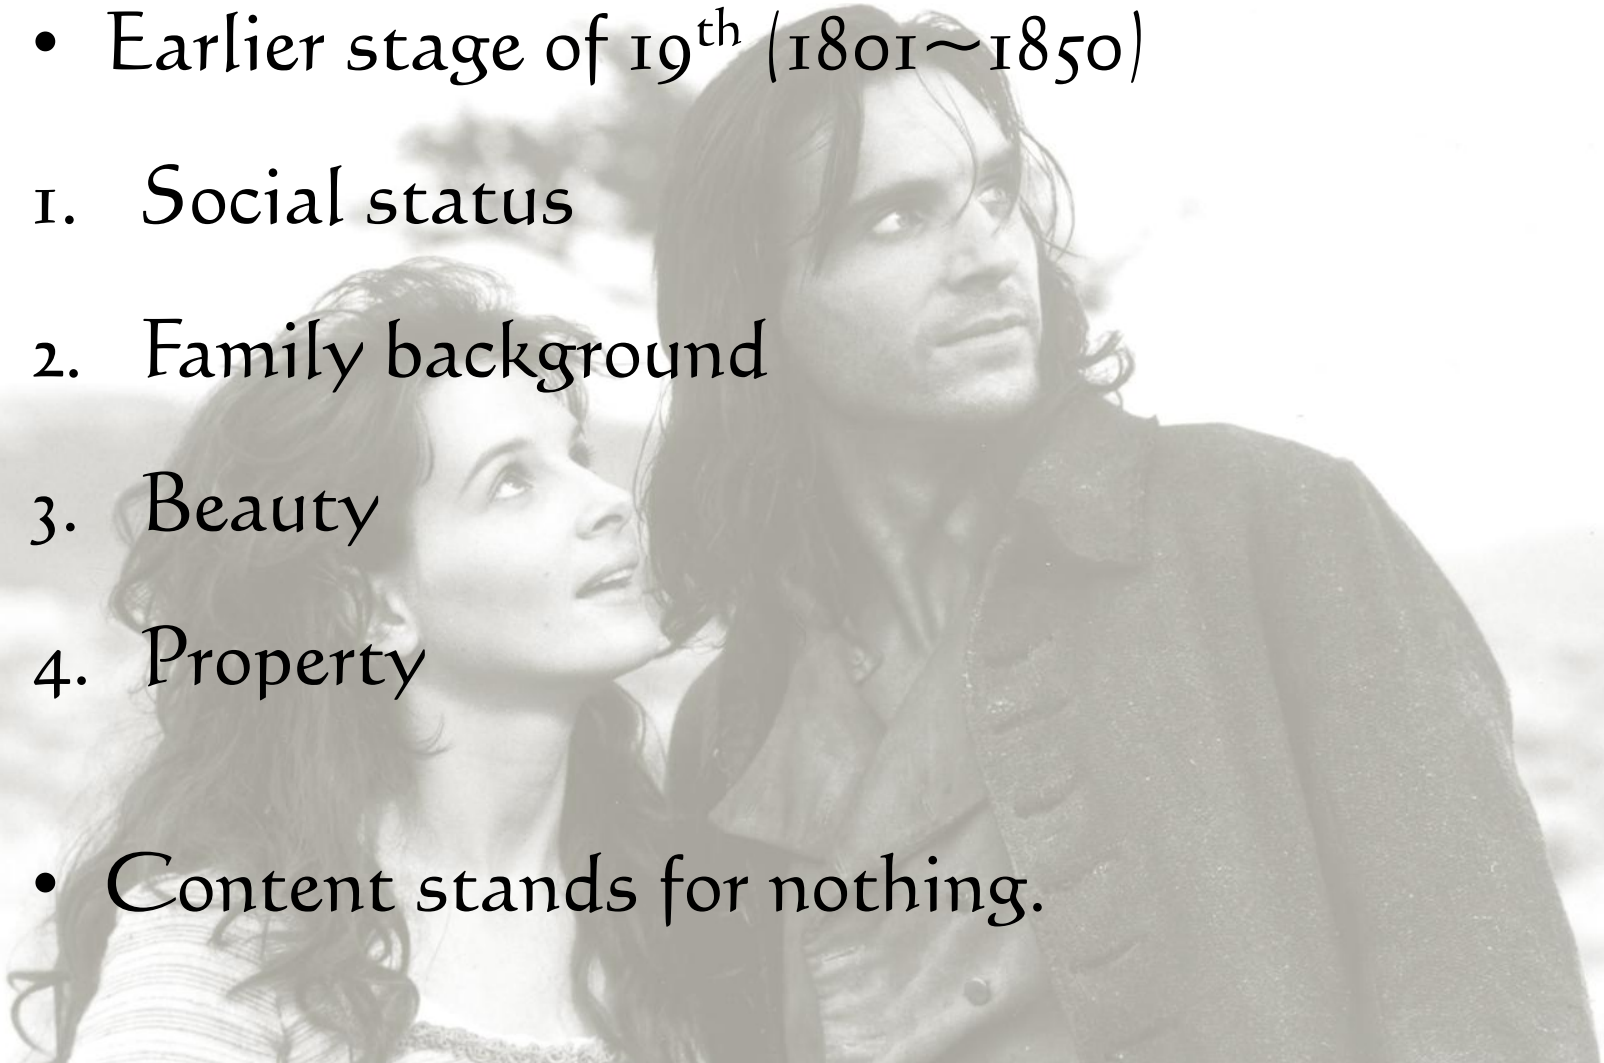 • Earlier stage of 19th (1801~1850)
1. Social status
2. Family background
3. Beauty
4. Property
• Content stands for nothing.